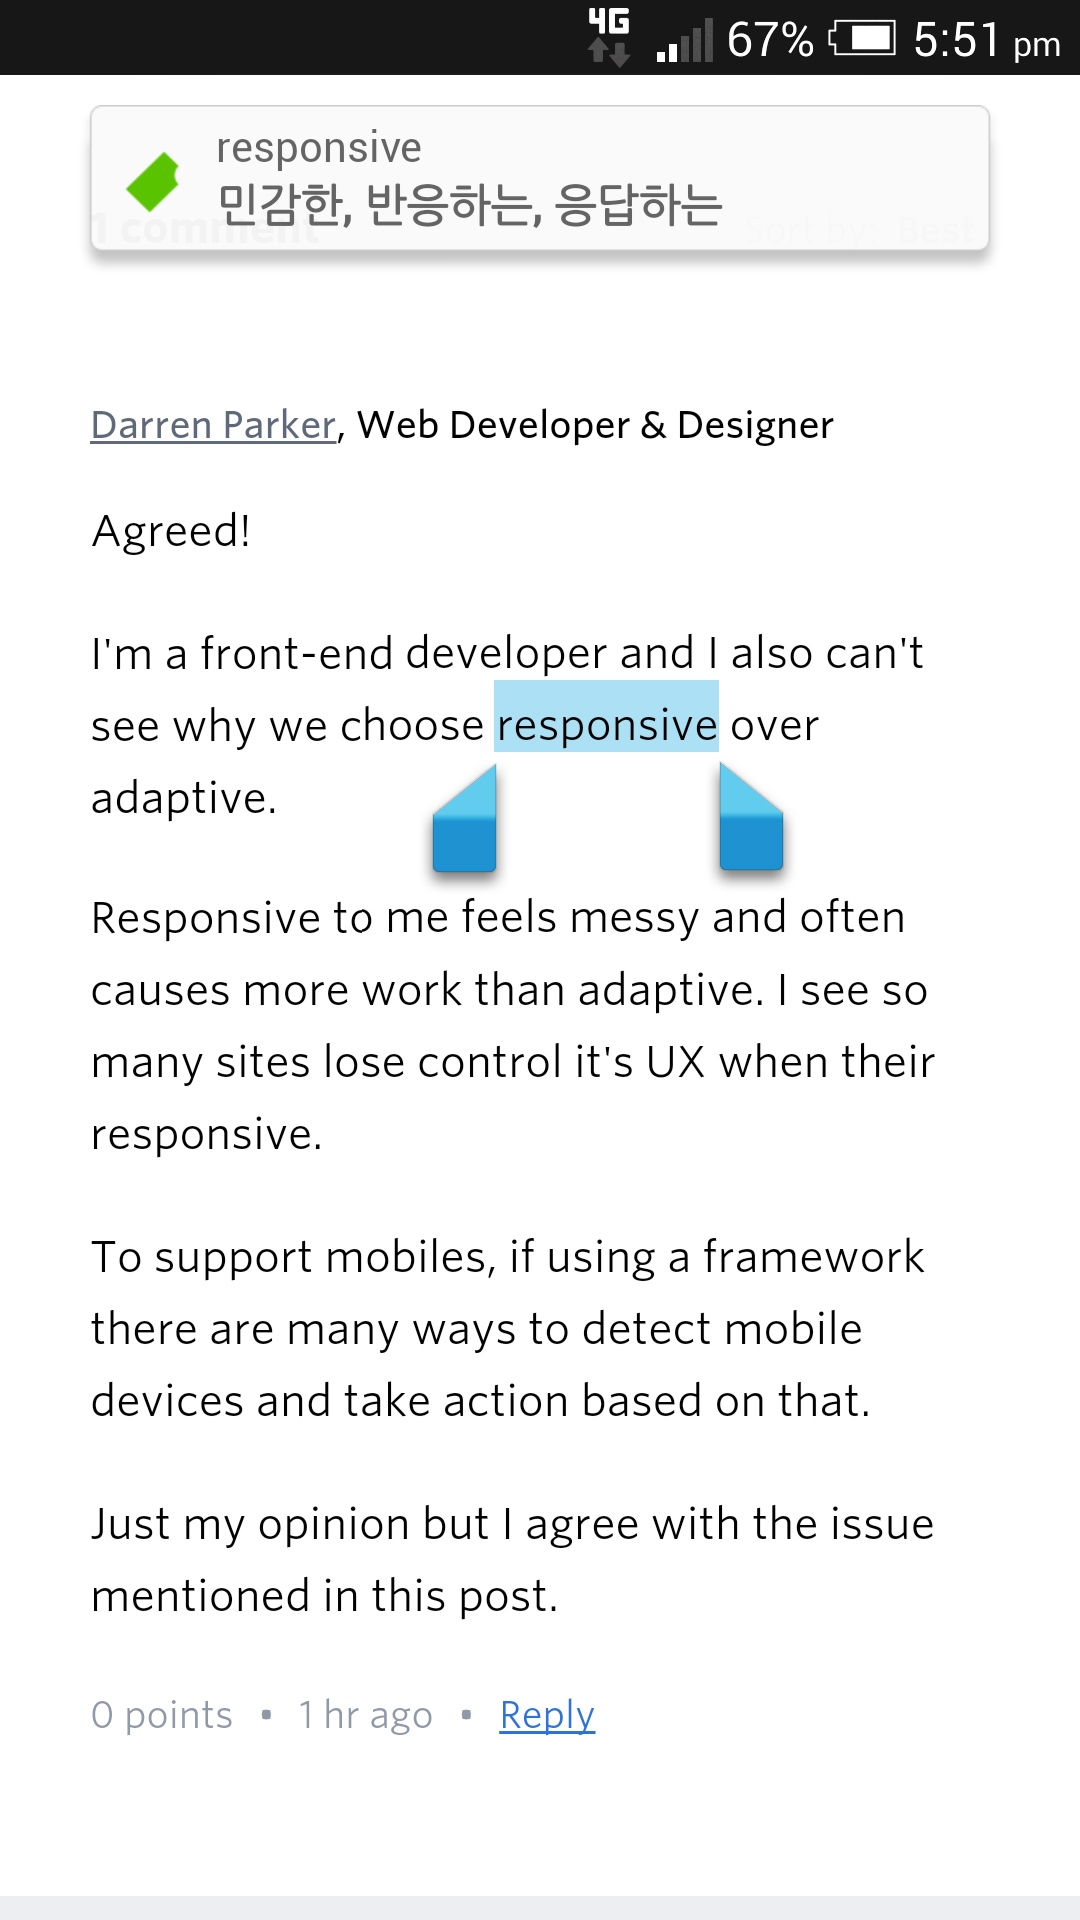 4G 67% 5:51 pm
responsive
민감한, 반응하는, 응답하는
1 comment Sort by: Best
Darren Parker, Web Developer & Designer
Agreed!
I'm a front-end developer and I also can't
see why we choose responsive over
adaptive.
Responsive to me feels messy and often
causes more work than adaptive. I see so
many sites lose control it's UX when their
responsive.
To support mobiles, if using a framework
there are many ways to detect mobile
devices and take action based on that.
Just my opinion but I agree with the issue
mentioned in this post.
0 points • 1 hr ago • Reply